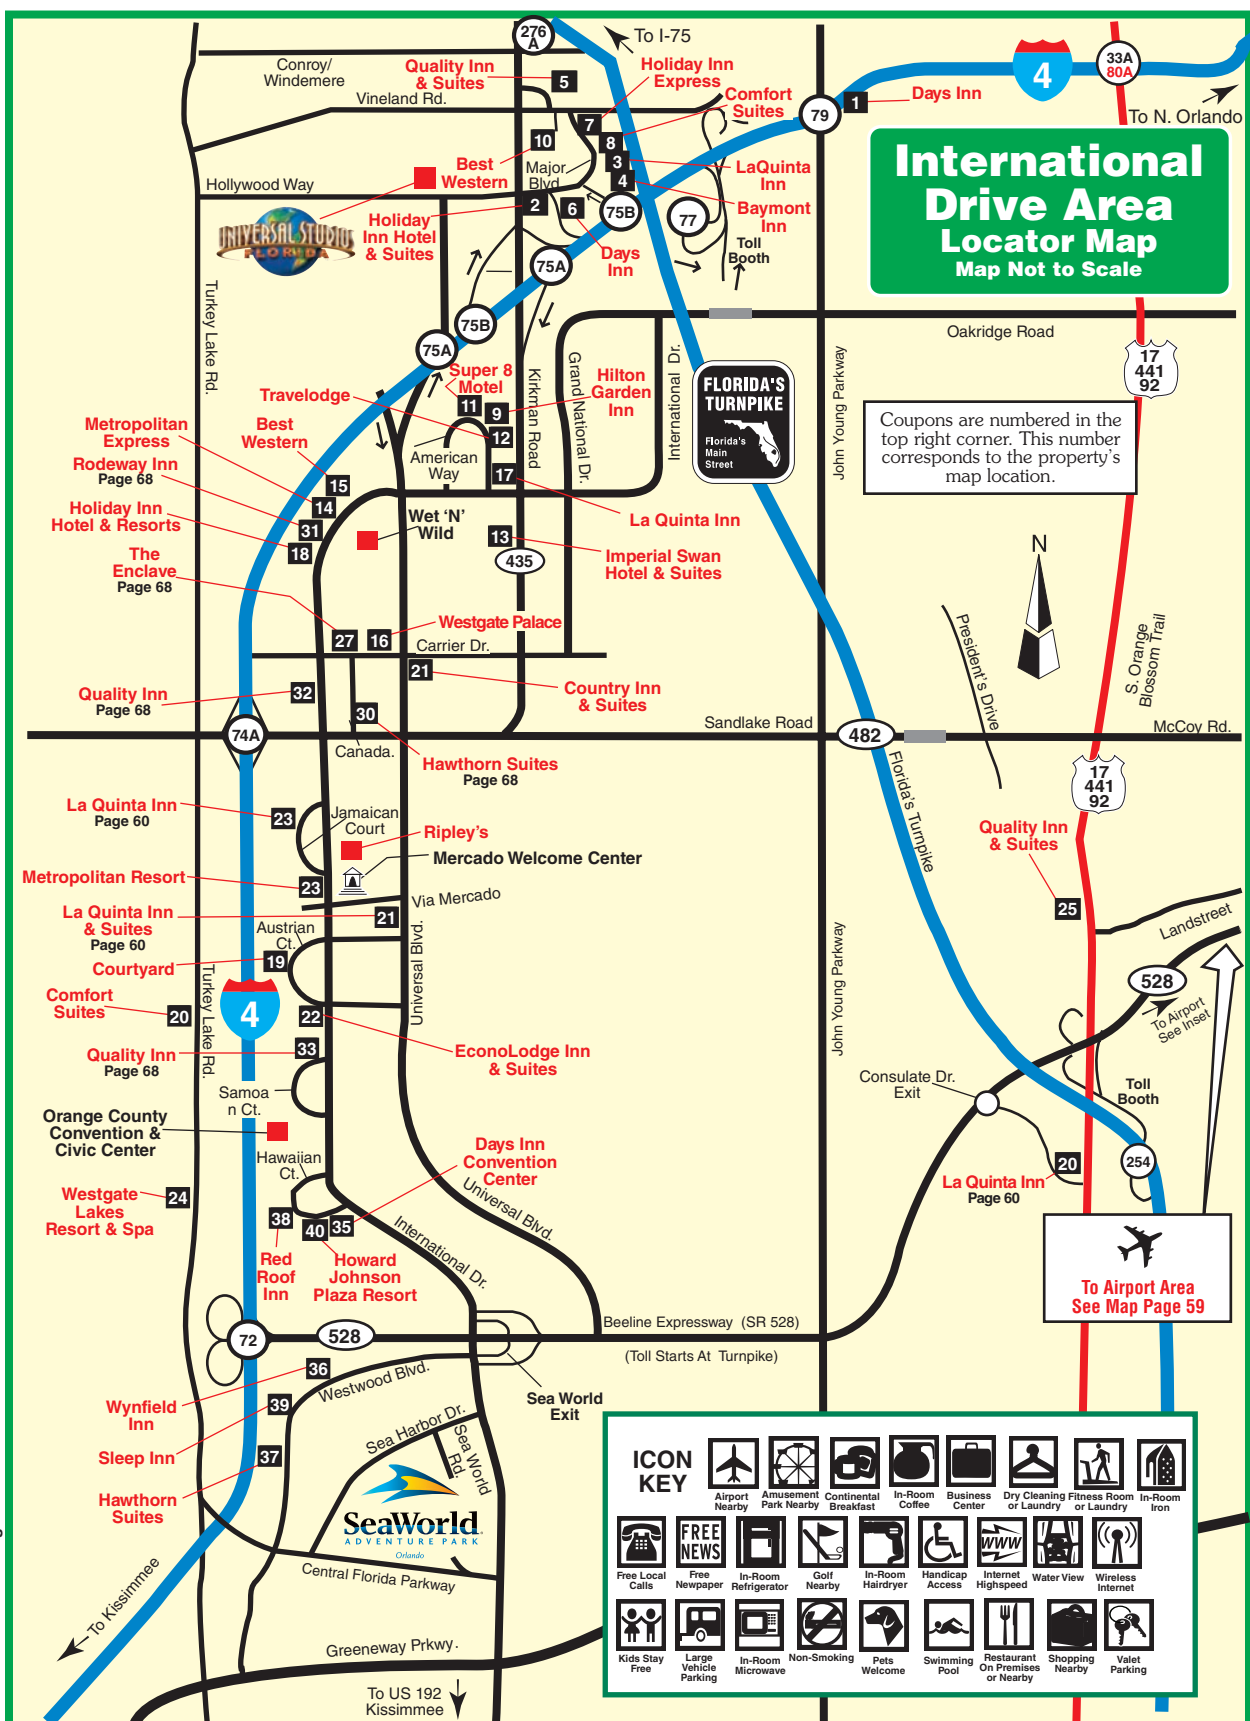 276
A
To I-75
Conroy/
Windemere
Quality Inn
& Suites
5
Holiday Inn
Express
33A
80A
4
Vineland Rd.
Comfort
Suites
79
1
Days Inn
To N. Orlando
7
8
10
3
4
Best
Western
Major
Blvd.
LaQuinta
Inn
International
Drive Area
Locator Map
Map Not to Scale
Hollywood Way
2
6
75B
77
Baymont
Inn
UNIVERSAL STUDIOS
FLORIDA
Holiday
Inn Hotel
& Suites
Days
Inn
Toll
Booth
75A
Turkey Lake Rd.
75B
75A
Oakridge Road
17
441
92
Super 8
Motel
Travelodge
11
9
12
Kirkman Road
Grand National Dr.
Hilton
Garden
Inn
International Dr.
FLORIDA'S
TURNPIKE
Florida's
Main
Street
John Young Parkway
Coupons are numbered in the
top right corner. This number
corresponds to the property's
map location.
Metropolitan
Express
Best
Western
American
Way
Rodeway Inn
Page 68
15
17
14
Holiday Inn
Hotel & Resorts
31
18
Wet 'N'
Wild
13
La Quinta Inn
435
Imperial Swan
Hotel & Suites
The
Enclave
Page 68
N
27
16
Westgate Palace
Carrier Dr.
President's Drive
S. Orange
Blossom Trail
21
Country Inn
& Suites
Quality Inn
Page 68
32
30
74A
Canada.
Sandlake Road
482
McCoy Rd.
Hawthorn Suites
Page 68
17
441
92
La Quinta Inn
Page 60
23
Jamaican
Court
Ripley's
Mercado Welcome Center
Florida's Turnpike
Quality Inn
& Suites
25
Metropolitan Resort
23
Via Mercado
La Quinta Inn
& Suites
Page 60
21
Austrian
Ct.
Universal Blvd.
Landstreet
Courtyard
19
John Young Parkway
528
To Airport
See Inset
Comfort
Suites
20
Turkey Lake Rd.
4
22
EconoLodge Inn
& Suites
Quality Inn
Page 68
33
Samoa
n Ct.
Consulate Dr.
Exit
Toll
Booth
Orange County
Convention &
Civic Center
Hawaiian
Ct.
Days Inn
Convention
Center
20
254
La Quinta Inn
Page 60
Westgate
Lakes
Resort & Spa
24
Universal Blvd.
38
40
35
International Dr.
Red
Roof
Inn
Howard
Johnson
Plaza Resort
To Airport Area
See Map Page 59
72
528
Beeline Expressway (SR 528)
(Toll Starts At Turnpike)
36
Westwood Blvd.
Sea World
Exit
Wynfield
Inn
39
Sea Harbor Dr.
Sea World
Rd.
Sleep Inn
37
Hawthorn
Suites
SeaWorld
ADVENTURE PARK
Orlando
Central Florida Parkway
To Kissimmee
Greeneway Prkwy.
To US 192
Kissimmee
ICON
KEY
Airport
Nearby
Amusement
Park Nearby
Continental
Breakfast
In-Room
Coffee
Business
Center
Dry Cleaning
or Laundry
Fitness Room
or Laundry
In-Room
Iron
FREE
NEWS
WWW
Free Local
Calls
Free
Newpaper
In-Room
Refrigerator
Golf
Nearby
In-Room
Hairdryer
Handicap
Access
Internet
Highspeed
Water View
Wireless
Internet
Kids Stay
Free
Large
Vehicle
Parking
In-Room
Microwave
Non-Smoking
Pets
Welcome
Swimming
Pool
Restaurant
On Premises
or Nearby
Shopping
Nearby
Valet
Parking